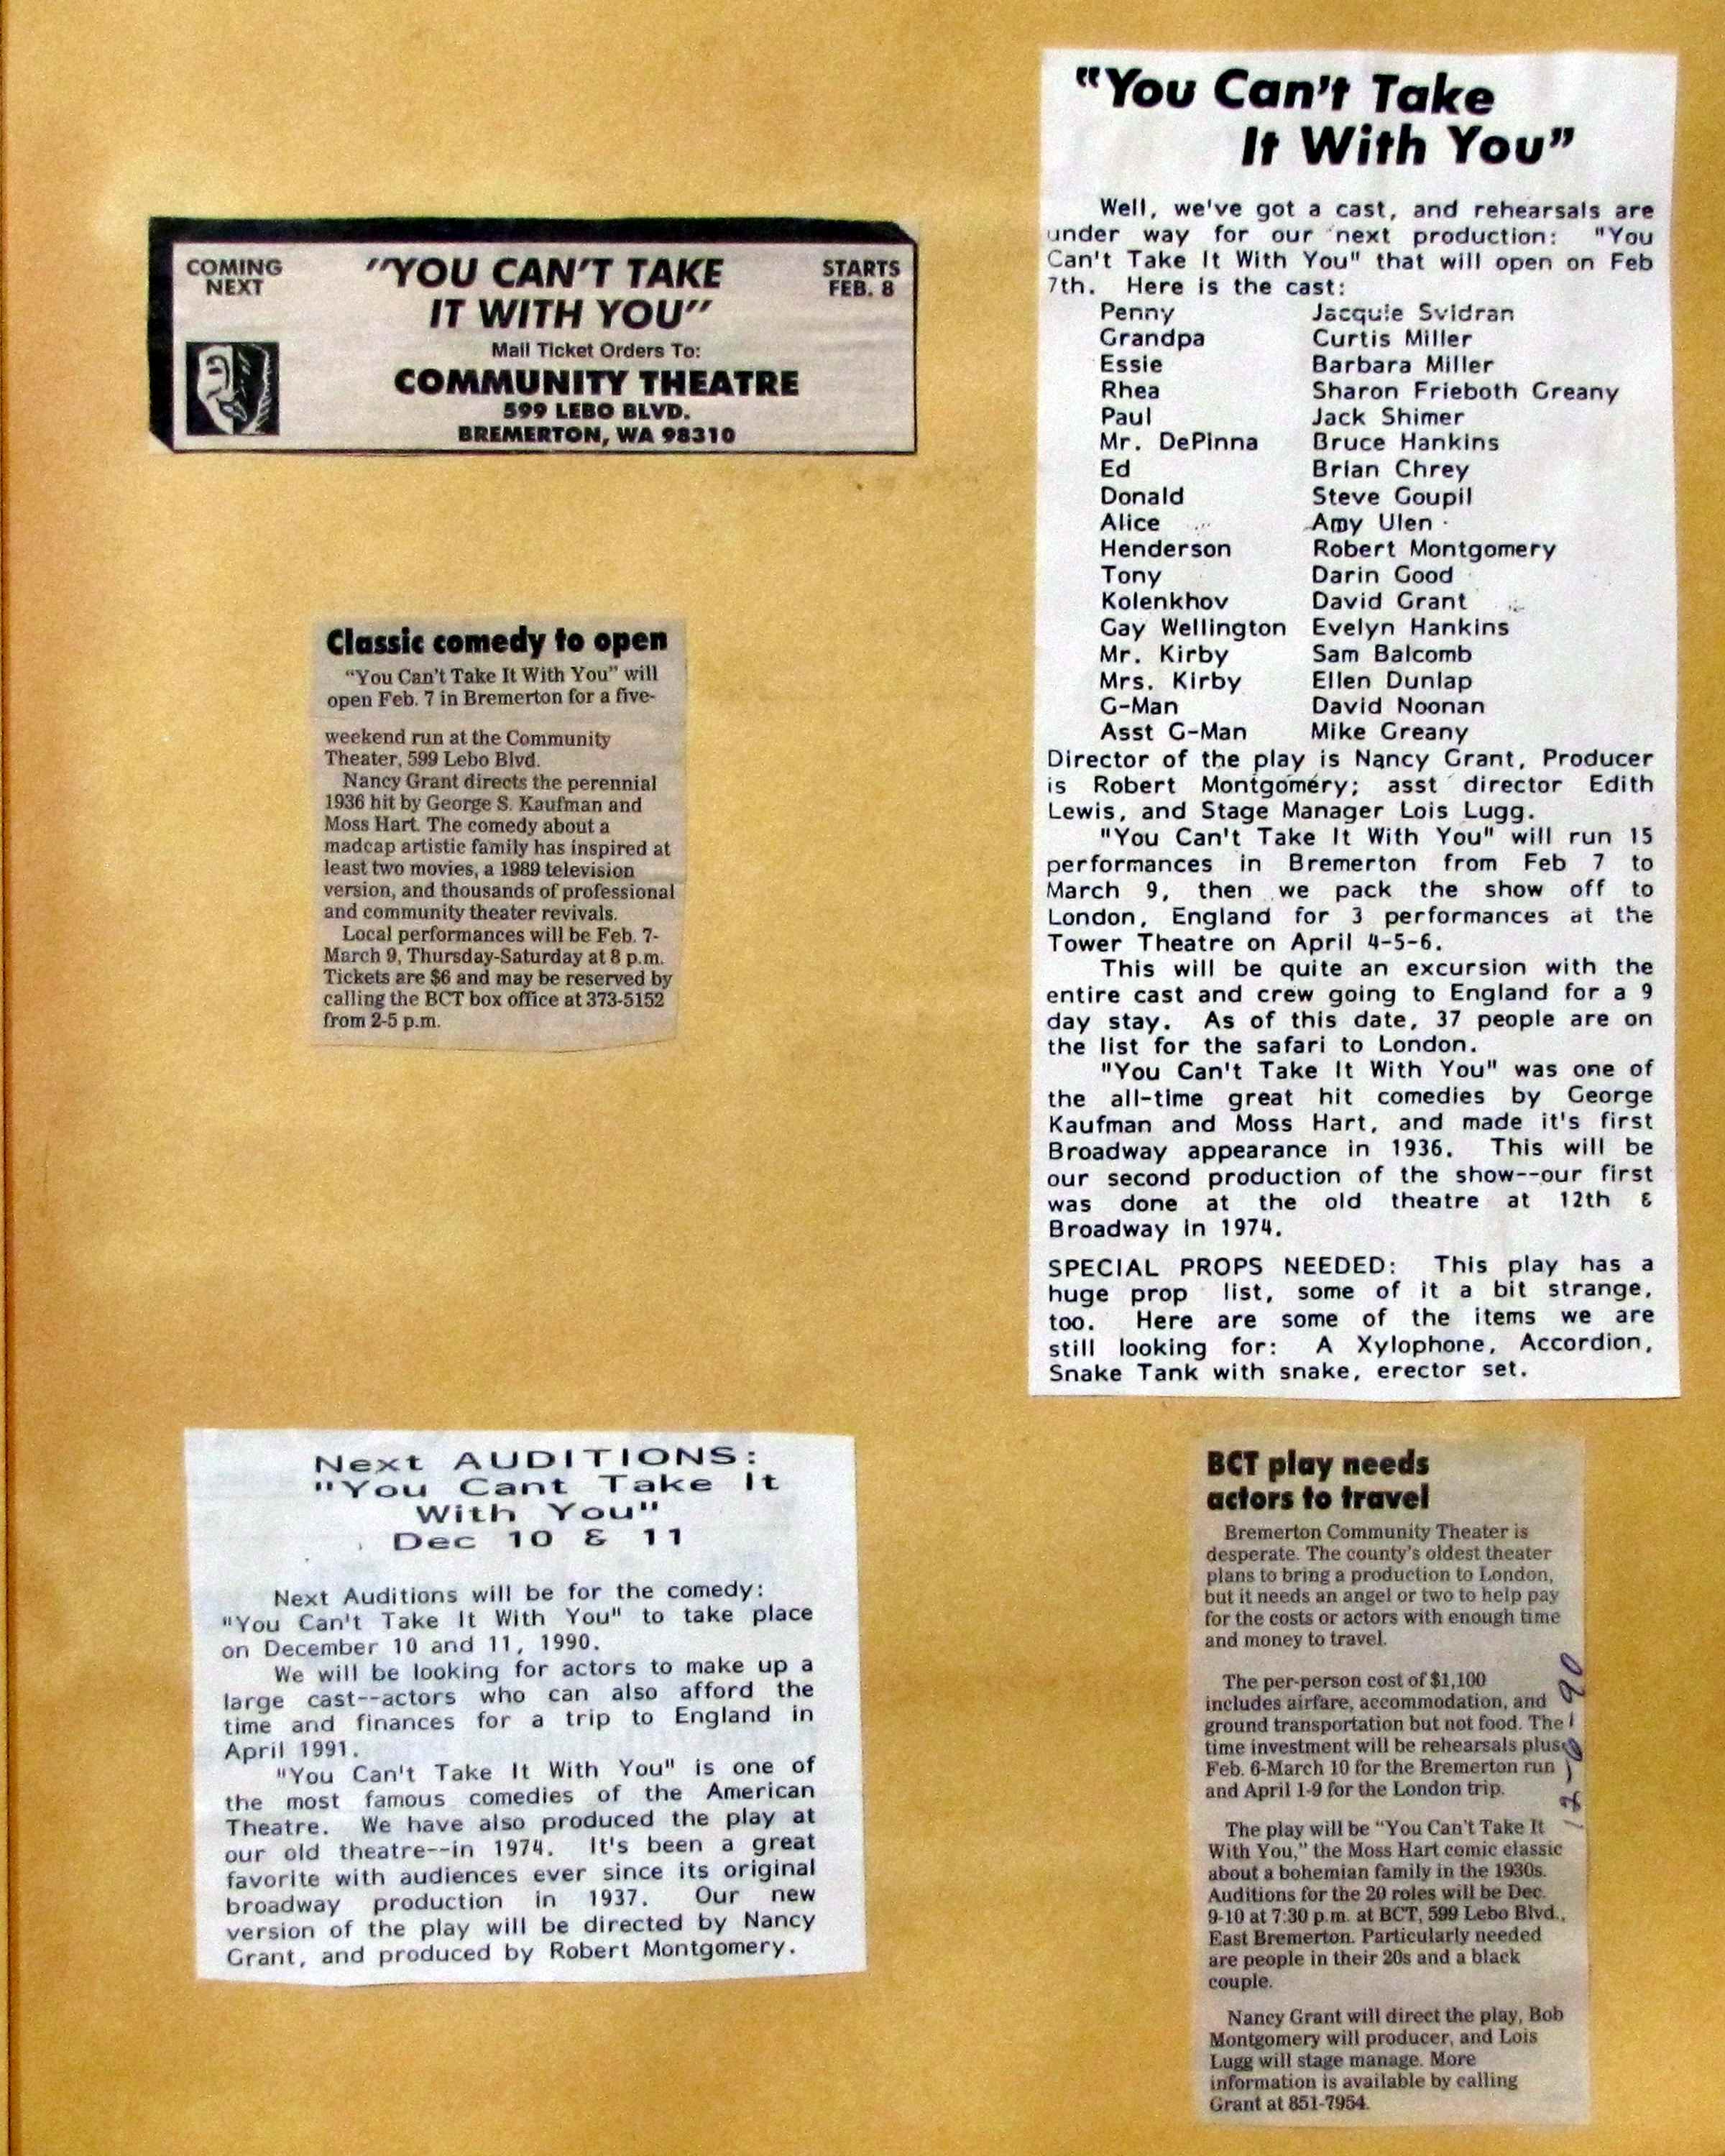 COMING
NEXT
"YOU CAN'T TAKE
IT WITH YOU"
STARTS
FEB. 8
Mail Ticket Orders To:
COMMUNITY THEATRE
599 LEBO BLVD.
BREMERTON, WA 98310
Classic comedy to open
"You Can't Take It With You" will
open Feb. 7 in Bremerton for a five-
weekend run at the Community
Theater, 599 Lebo Blvd.
Nancy Grant directs the perennial
1936 hit by George S. Kaufman and
Moss Hart. The comedy about a
madcap artistic family has inspired at
least two movies, a 1989 television
version, and thousands of professional
and community theater revivals.
Local performances will be Feb. 7-
March 9, Thursday-Saturday at 8 p.m.
Tickets are $6 and may be reserved by
calling the BCT box office at 373-5152
from 2-5 p.m.
Next AUDITIONS:
"You Cant Take It
With You"
Dec 10 & 11
Next Auditions will be for the comedy:
"You Can't Take It With You" to take place
on December 10 and 11, 1990.
We will be looking for actors to make up a
large cast--actors who can also afford the
time and finances for a trip to England in
April 1991.
"You Can't Take It With You" is one of
the most famous comedies of the American
Theatre. We have also produced the play at
our old theatre--in 1974. It's been a great
favorite with audiences ever since its original
broadway production in 1937. Our new
version of the play will be directed by Nancy
Grant, and produced by Robert Montgomery.
"You Can't Take
It With You"
Well, we've got a cast, and rehearsals are
under way for our next production: "You
Can't Take It With You" that will open on Feb
7th. Here is the cast:
Penny Jacquie Svidran
Grandpa Curtis Miller
Essie Barbara Miller
Rhea Sharon Frieboth Greany
Paul Jack Shimer
Mr. DePinna Bruce Hankins
Ed Brian Chrey
Donald Steve Goupil
Alice Amy Ulen
Henderson Robert Montgomery
Tony Darin Good
Kolenkhov David Grant
Gay Wellington Evelyn Hankins
Mr. Kirby Sam Balcomb
Mrs. Kirby Ellen Dunlap
G-Man David Noonan
Asst G-Man Mike Greany
Director of the play is Nancy Grant, Producer
is Robert Montgomery; asst director Edith
Lewis, and Stage Manager Lois Lugg.
"You Can't Take It With You" will run 15
performances in Bremerton from Feb 7 to
March 9, then we pack the show off to
London, England for 3 performances at the
Tower Theatre on April 4-5-6.
This will be quite an excursion with the
entire cast and crew going to England for a 9
day stay. As of this date, 37 people are on
the list for the safari to London.
"You Can't Take It With You" was one of
the all-time great hit comedies by George
Kaufman and Moss Hart, and made it's first
Broadway appearance in 1936. This will be
our second production of the show--our first
was done at the old theatre at 12th &
Broadway in 1974.
SPECIAL PROPS NEEDED: This play has a
huge prop list, some of it a bit strange,
too. Here are some of the items we are
still looking for: A Xylophone, Accordion,
Snake Tank with snake, erector set.
BCT play needs
actors to travel
Bremerton Community Theater is
desperate. The county's oldest theater
plans to bring a production to London,
but it needs an angel or two to help pay
for the costs or actors with enough time
and money to travel.
The per-person cost of $1,100
includes airfare, accommodation, and
ground transportation but not food. The
time investment will be rehearsals plus
Feb. 6-March 10 for the Bremerton run
and April 1-9 for the London trip.
The play will be "You Can't Take It
With You," the Moss Hart comic classic
about a bohemian family in the 1930s.
Auditions for the 20 roles will be Dec.
9-10 at 7:30 p.m. at BCT, 599 Lebo Blvd.,
East Bremerton. Particularly needed
are people in their 20s and a black
couple.
Nancy Grant will direct the play, Bob
Montgomery will producer, and Lois
Lugg will stage manage. More
information is available by calling
Grant at 851-7954.